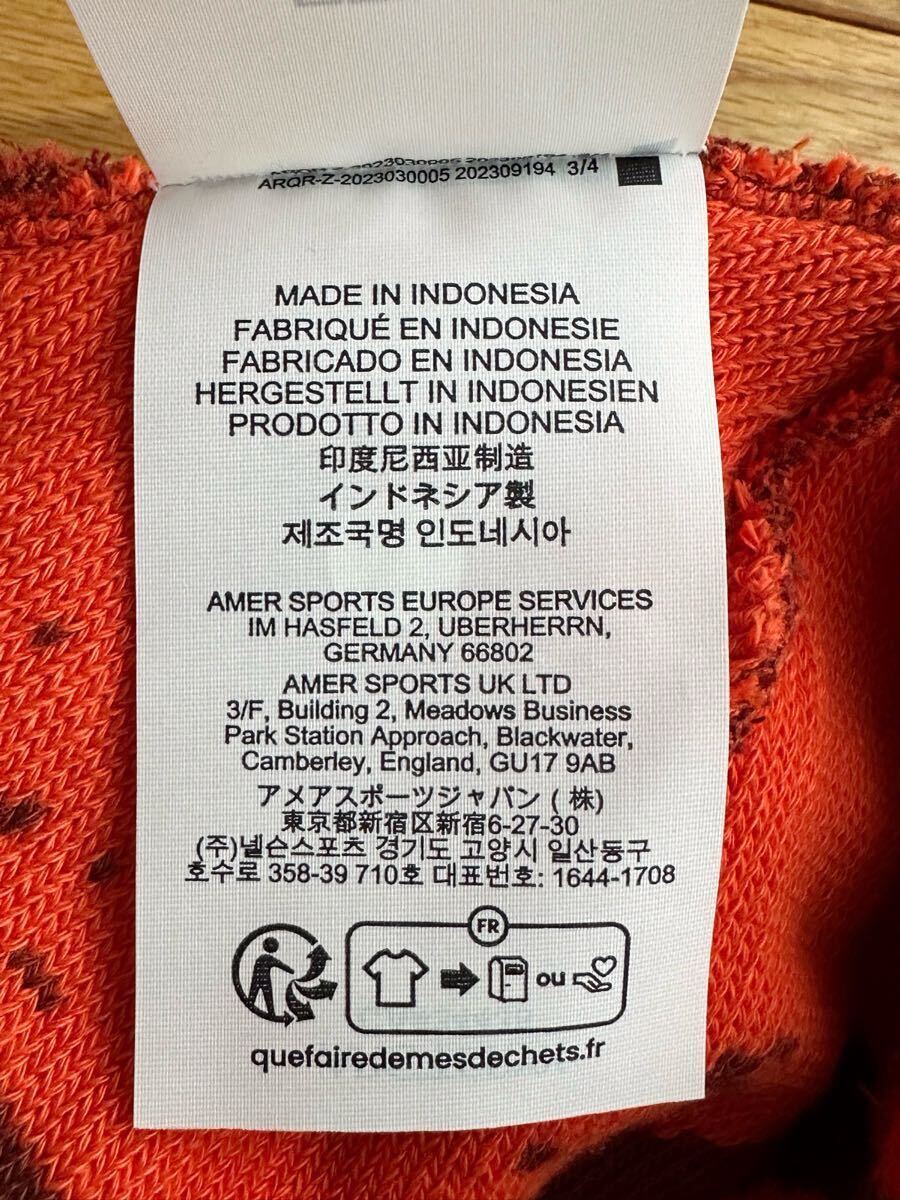 ARQR-Z-2023030005 202309194 3/4
MADE IN INDONESIA
FABRIQUÉ EN INDONESIE
FABRICADO EN INDONESIA
HERGESTELLT IN INDONESIEN
PRODOTTO IN INDONESIA
印度尼西亚制造
インドネシア製
제조국명 인도네시아
AMER SPORTS EUROPE SERVICES
IM HASFELD 2, UBERHERRN,
GERMANY 66802
AMER SPORTS UK LTD
3/F, Building 2, Meadows Business
Park Station Approach, Blackwater,
Camberley, England, GU17 9AB
アメアスポーツジャパン (株)
東京都新宿区新宿6-27-30
(주)넬슨스포츠 경기도 고양시 일산동구
호수로 358-39 710호 대표번호: 1644-1708
FR
ou
quefairedemesdechets.fr